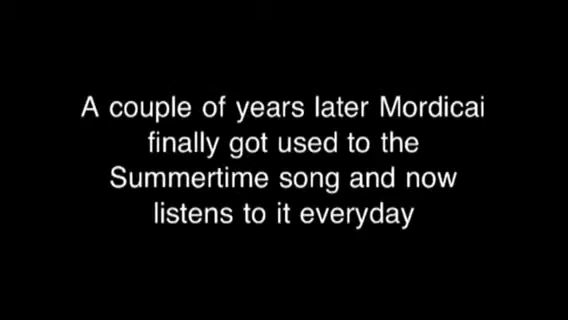 A couple of years later Mordicai
finally got used to the
Summertime song and now
listens to it everyday